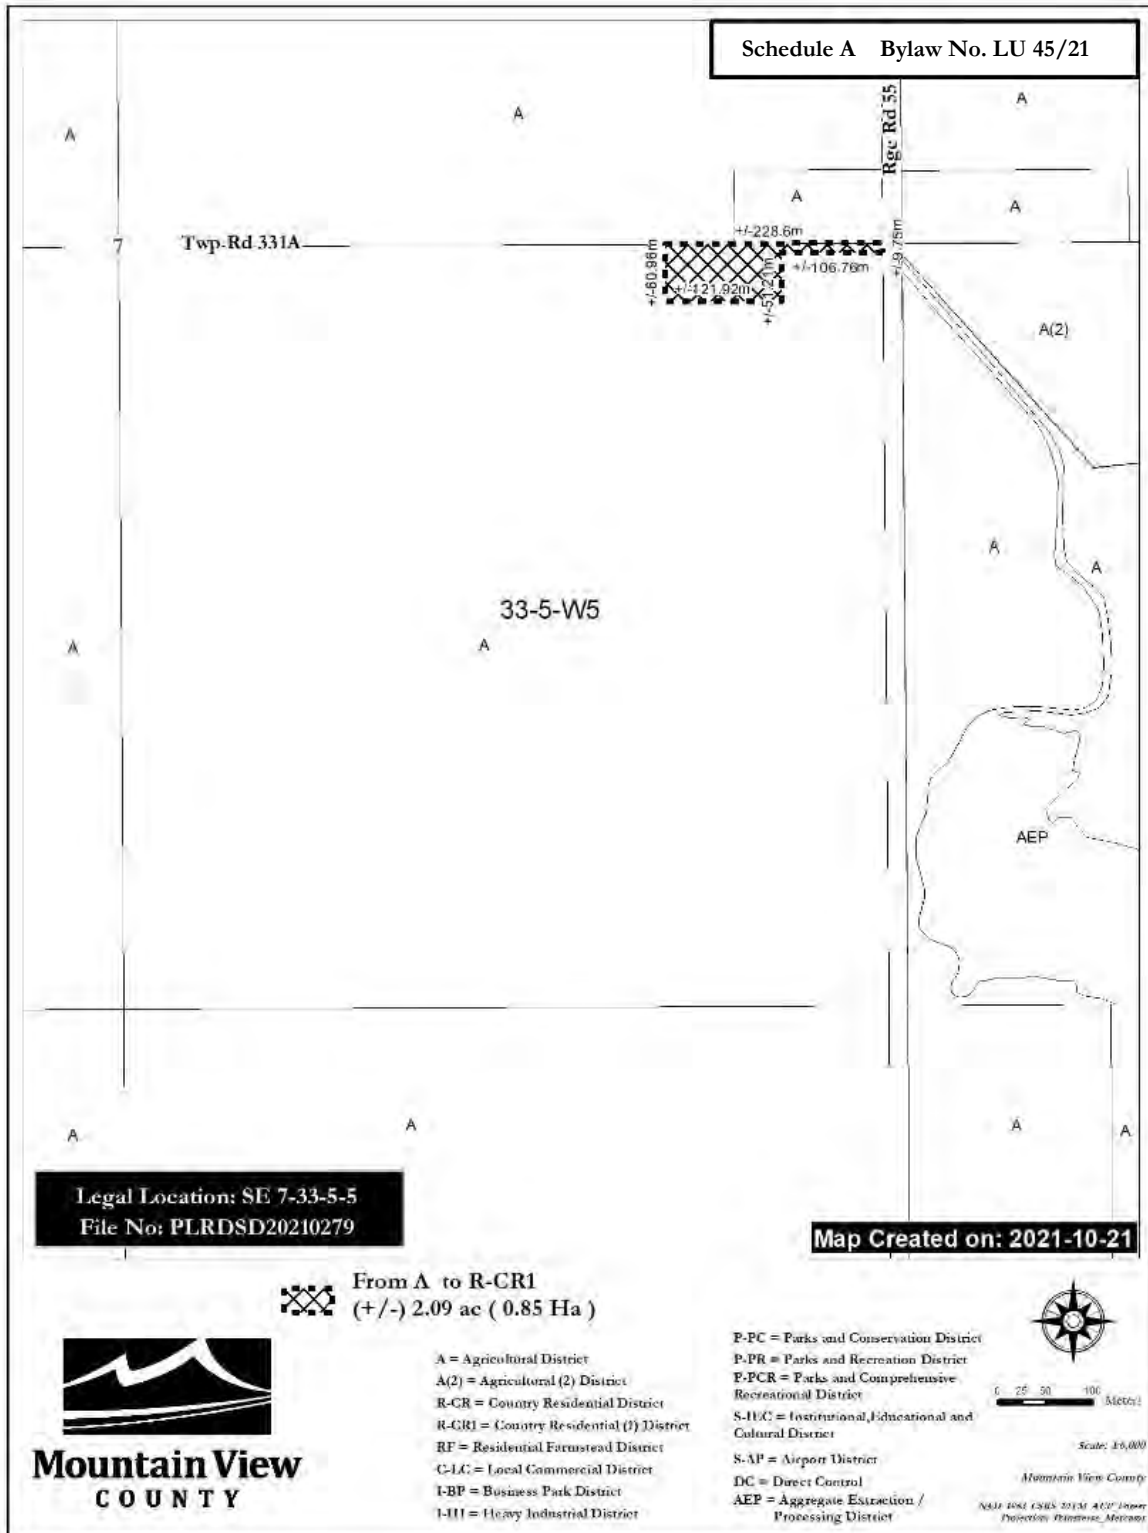 Schedule A Bylaw No. LU 45/21
Rge Rd 55
A
A
A
A
A
7
Twp Rd 331A
+/-228.6m
+/-9.75m
+/-106.76m
+/-60.96m
+/-121.92m
+/-51.21m
A
A(2)
A
A
33-5-W5
A
A
AEP
A
A
A
A
Legal Location: SE 7-33-5-5
File No: PLRDSD20210279
Map Created on: 2021-10-21
From A to R-CR1
(+/-) 2.09 ac ( 0.85 Ha )
Mountain View
COUNTY
A = Agricultural District
A(2) = Agricultural (2) District
R-CR = Country Residential District
R-CR1 = Country Residential (1) District
RF = Residential Farmstead District
C-LC = Local Commercial District
I-BP = Business Park District
I-HI = Heavy Industrial District
P-PC = Parks and Conservation District
P-PR = Parks and Recreation District
P-PCR = Parks and Comprehensive
Recreational District
S-IEC = Institutional,Educational and
Cultural District
S-AP = Airport District
DC = Direct Control
AEP = Aggregate Extraction /
Processing District
0 25 50 100
Meters
Scale: 1:6,000
Mountain View County